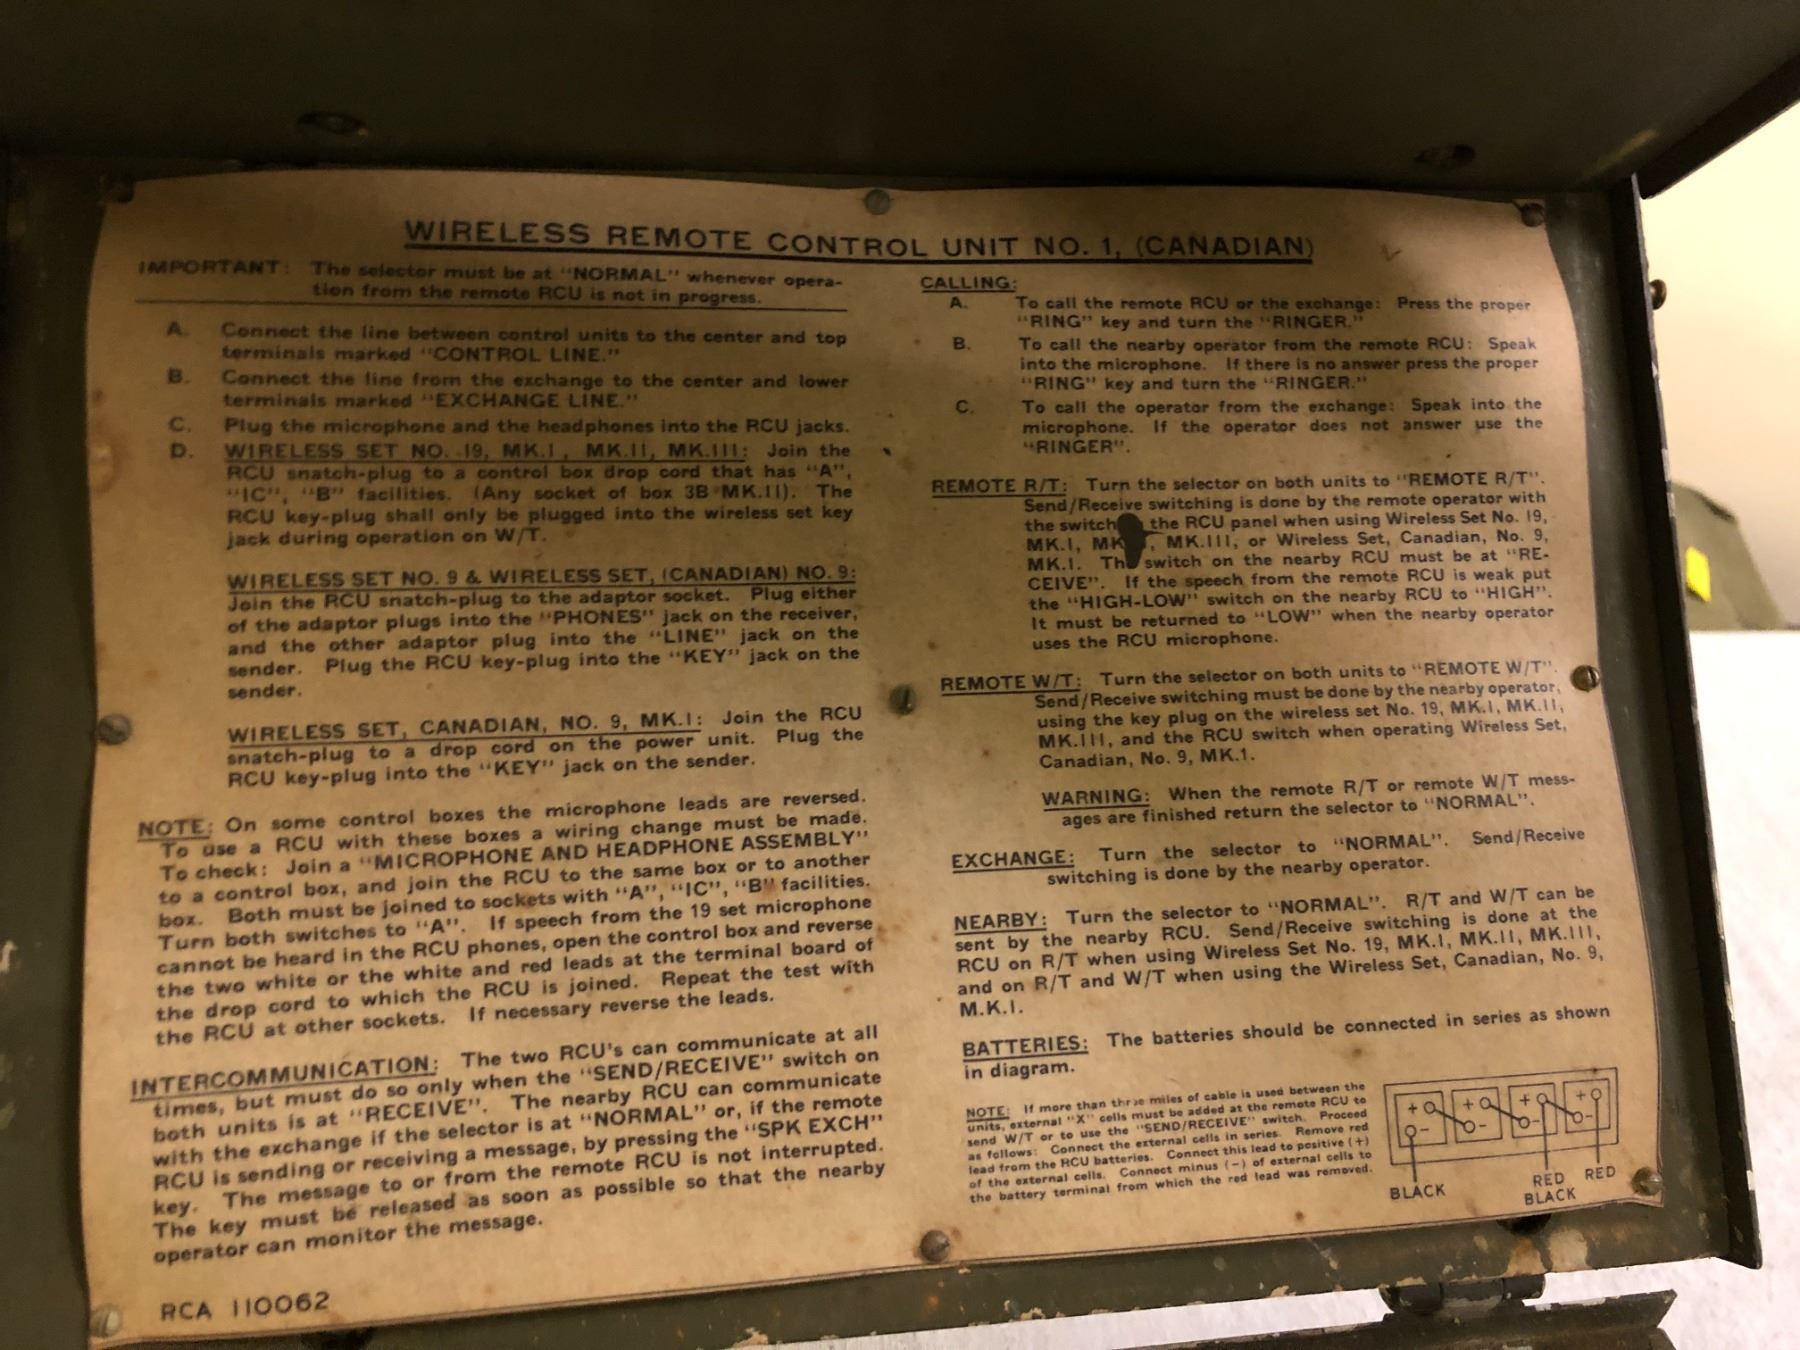 WIRELESS REMOTE CONTROL UNIT NO. 1, (CANADIAN)
IMPORTANT: The selector must be at "NORMAL" whenever opera-
tion from the remote RCU is not in progress.
A. Connect the line between control units to the center and top
terminals marked "CONTROL LINE."
B. Connect the line from the exchange to the center and lower
terminals marked "EXCHANGE LINE."
C. Plug the microphone and the headphones into the RCU jacks.
D. WIRELESS SET NO. 19, MK.I, MK.II, MK.III: Join the
RCU snatch-plug to a control box drop cord that has "A",
"IC", "B" facilities. (Any socket of box 3B MK.II). The
RCU key-plug shall only be plugged into the wireless set key
jack during operation on W/T.
WIRELESS SET NO. 9 & WIRELESS SET, (CANADIAN) NO. 9:
Join the RCU snatch-plug to the adaptor socket. Plug either
of the adaptor plugs into the "PHONES" jack on the receiver,
and the other adaptor plug into the "LINE" jack on the
sender. Plug the RCU key-plug into the "KEY" jack on the
sender.
WIRELESS SET, CANADIAN, NO. 9, MK.I: Join the RCU
snatch-plug to a drop cord on the power unit. Plug the
RCU key-plug into the "KEY" jack on the sender.
NOTE: On some control boxes the microphone leads are reversed.
To use a RCU with these boxes a wiring change must be made.
To check: Join a "MICROPHONE AND HEADPHONE ASSEMBLY"
to a control box, and join the RCU to the same box or to another
box. Both must be joined to sockets with "A", "IC", "B" facilities.
Turn both switches to "A". If speech from the 19 set microphone
cannot be heard in the RCU phones, open the control box and reverse
the two white or the white and red leads at the terminal board of
the drop cord to which the RCU is joined. Repeat the test with
the RCU at other sockets. If necessary reverse the leads.
INTERCOMMUNICATION: The two RCU's can communicate at all
times, but must do so only when the "SEND/RECEIVE" switch on
both units is at "RECEIVE". The nearby RCU can communicate
with the exchange if the selector is at "NORMAL" or, if the remote
RCU is sending or receiving a message, by pressing the "SPK EXCH"
key. The message to or from the remote RCU is not interrupted.
The key must be released as soon as possible so that the nearby
operator can monitor the message.
RCA 110062
CALLING:
A. To call the remote RCU or the exchange: Press the proper
"RING" key and turn the "RINGER."
B. To call the nearby operator from the remote RCU: Speak
into the microphone. If there is no answer press the proper
"RING" key and turn the "RINGER."
C. To call the operator from the exchange: Speak into the
microphone. If the operator does not answer use the
"RINGER".
REMOTE R/T: Turn the selector on both units to "REMOTE R/T".
Send/Receive switching is done by the remote operator with
the switch the RCU panel when using Wireless Set No. 19,
MK.I, MK MK.III, or Wireless Set, Canadian, No. 9,
MK.I. The switch on the nearby RCU must be at "RE-
CEIVE". If the speech from the remote RCU is weak put
the "HIGH-LOW" switch on the nearby RCU to "HIGH".
It must be returned to "LOW" when the nearby operator
uses the RCU microphone.
REMOTE W/T: Turn the selector on both units to "REMOTE W/T".
Send/Receive switching must be done by the nearby operator,
using the key plug on the wireless set No. 19, MK.I, MK.II,
MK.III, and the RCU switch when operating Wireless Set,
Canadian, No. 9, MK.1.
WARNING: When the remote R/T or remote W/T mess-
ages are finished return the selector to "NORMAL".
EXCHANGE: Turn the selector to "NORMAL". Send/Receive
switching is done by the nearby operator.
NEARBY: Turn the selector to "NORMAL". R/T and W/T can be
sent by the nearby RCU. Send/Receive switching is done at the
RCU on R/T when using Wireless Set No. 19, MK.I, MK.II, MK.III,
and on R/T and W/T when using the Wireless Set, Canadian, No. 9,
M.K.I.
BATTERIES: The batteries should be connected in series as shown
in diagram.
NOTE: If more than three miles of cable is used between the
units, external "X" cells must be added at the remote RCU to
send W/T or to use the "SEND/RECEIVE" switch. Proceed
as follows: Connect the external cells in series. Remove red
lead from the RCU batteries. Connect this lead to positive (+)
of the external cells. Connect minus (-) of external cells to
the battery terminal from which the red lead was removed.
+ - + - + - + -
BLACK
RED
BLACK
RED